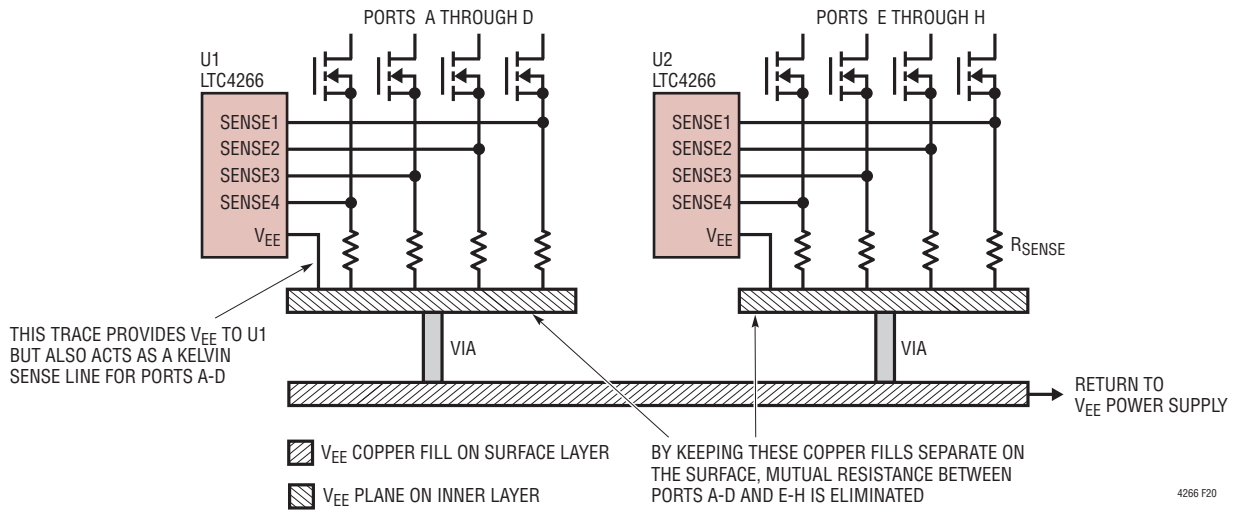 PORTS A THROUGH D
PORTS E THROUGH H
U1
LTC4266
SENSE1
SENSE2
SENSE3
SENSE4
VEE
U2
LTC4266
SENSE1
SENSE2
SENSE3
SENSE4
VEE
RSENSE
THIS TRACE PROVIDES VEE TO U1
BUT ALSO ACTS AS A KELVIN
SENSE LINE FOR PORTS A-D
VIA
VIA
RETURN TO
VEE POWER SUPPLY
VEE COPPER FILL ON SURFACE LAYER
VEE PLANE ON INNER LAYER
BY KEEPING THESE COPPER FILLS SEPARATE ON
THE SURFACE, MUTUAL RESISTANCE BETWEEN
PORTS A-D AND E-H IS ELIMINATED
4266 F20